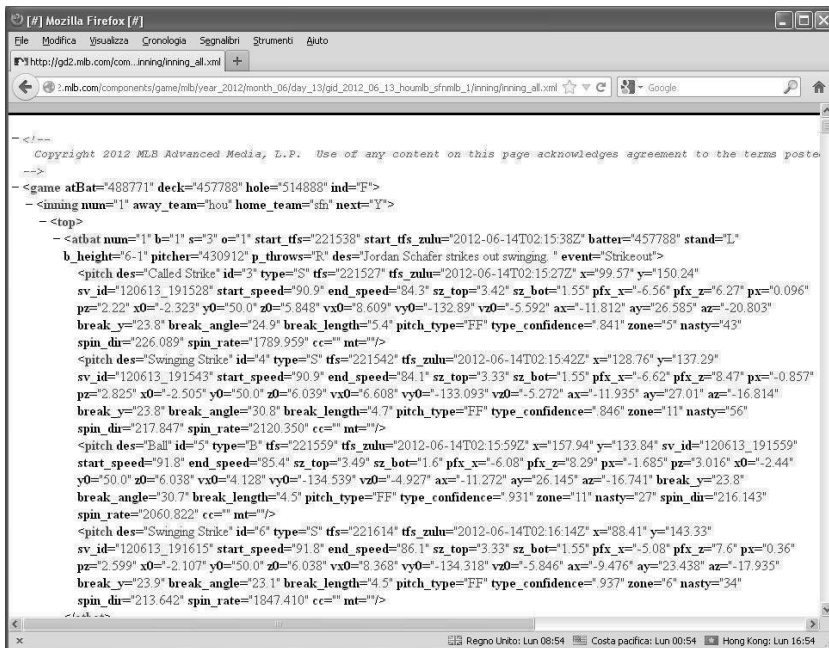 [#] Mozilla Firefox [#]
File Modifica Visualizza Cronologia Segnalibri Strumenti Aiuto
http://gd2.mlb.com/com...inning/inning_all.xml +
2.mlb.com/components/game/mlb/year_2012/month_06/day_13/gid_2012_06_13_houmlb_sfnmlb_1/inning/inning_all.xml Google
- <!--
Copyright 2012 MLB Advanced Media, L.P. Use of any content on this page acknowledges agreement to the terms poste
-->
- <game atBat="488771" deck="457788" hole="514888" ind="F">
- <inning num="1" away_team="hou" home_team="sfn" next="Y">
- <top>
- <atbat num="1" b="1" s="3" o="1" start_tfs="221538" start_tfs_zulu="2012-06-14T02:15:38Z" batter="457788" stand="L"
b_height="6-1" pitcher="430912" p_throws="R" des="Jordan Schafer strikes out swinging. " event="Strikeout">
<pitch des="Called Strike" id="3" type="S" tfs="221527" tfs_zulu="2012-06-14T02:15:27Z" x="99.57" y="150.24"
sv_id="120613_191528" start_speed="90.9" end_speed="84.3" sz_top="3.42" sz_bot="1.55" pfx_x="-6.56" pfx_z="6.27" px="0.096"
pz="2.22" x0="-2.323" y0="50.0" z0="5.848" vx0="8.609" vy0="-132.89" vz0="-5.592" ax="-11.812" ay="26.585" az="-20.803"
break_y="23.8" break_angle="24.9" break_length="5.4" pitch_type="FF" type_confidence=".841" zone="5" nasty="43"
spin_dir="226.089" spin_rate="1789.959" cc="" mt=""/>
<pitch des="Swinging Strike" id="4" type="S" tfs="221542" tfs_zulu="2012-06-14T02:15:42Z" x="128.76" y="137.29"
sv_id="120613_191543" start_speed="90.9" end_speed="84.1" sz_top="3.33" sz_bot="1.55" pfx_x="-6.62" pfx_z="8.47" px="-0.857"
pz="2.825" x0="-2.505" y0="50.0" z0="6.039" vx0="6.608" vy0="-133.093" vz0="-5.272" ax="-11.935" ay="27.01" az="-16.814"
break_y="23.8" break_angle="30.8" break_length="4.7" pitch_type="FF" type_confidence=".846" zone="11" nasty="56"
spin_dir="217.847" spin_rate="2120.350" cc="" mt=""/>
<pitch des="Ball" id="5" type="B" tfs="221559" tfs_zulu="2012-06-14T02:15:59Z" x="157.94" y="133.84" sv_id="120613_191559"
start_speed="91.8" end_speed="85.4" sz_top="3.49" sz_bot="1.6" pfx_x="-6.08" pfx_z="8.29" px="-1.685" pz="3.016" x0="-2.44"
y0="50.0" z0="6.038" vx0="4.128" vy0="-134.539" vz0="-4.927" ax="-11.272" ay="26.145" az="-16.741" break_y="23.8"
break_angle="30.7" break_length="4.5" pitch_type="FF" type_confidence=".931" zone="11" nasty="27" spin_dir="216.143"
spin_rate="2060.822" cc="" mt=""/>
<pitch des="Swinging Strike" id="6" type="S" tfs="221614" tfs_zulu="2012-06-14T02:16:14Z" x="88.41" y="143.33"
sv_id="120613_191615" start_speed="91.8" end_speed="86.1" sz_top="3.33" sz_bot="1.55" pfx_x="-5.08" pfx_z="7.6" px="0.36"
pz="2.599" x0="-2.107" y0="50.0" z0="6.038" vx0="8.368" vy0="-134.318" vz0="-5.846" ax="-9.476" ay="23.438" az="-17.935"
break_y="23.9" break_angle="23.1" break_length="4.5" pitch_type="FF" type_confidence=".937" zone="6" nasty="34"
spin_dir="213.642" spin_rate="1847.410" cc="" mt=""/>
</atbat>
Regno Unito: Lun 08:54 Costa pacifica: Lun 00:54 Hong Kong: Lun 16:54